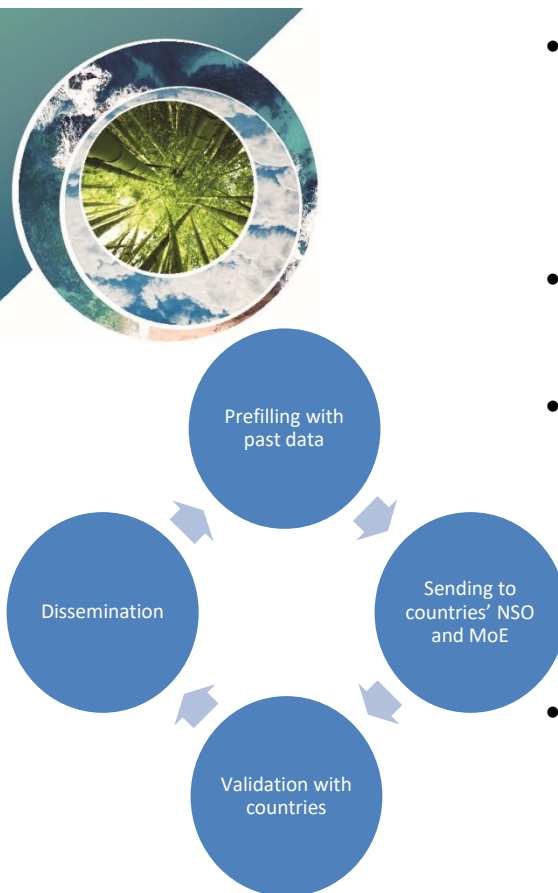 •
•
•
Prefilling with
past data
Sending to
countries’ NSO
and MoE
•
Validation with
countries
Dissemination